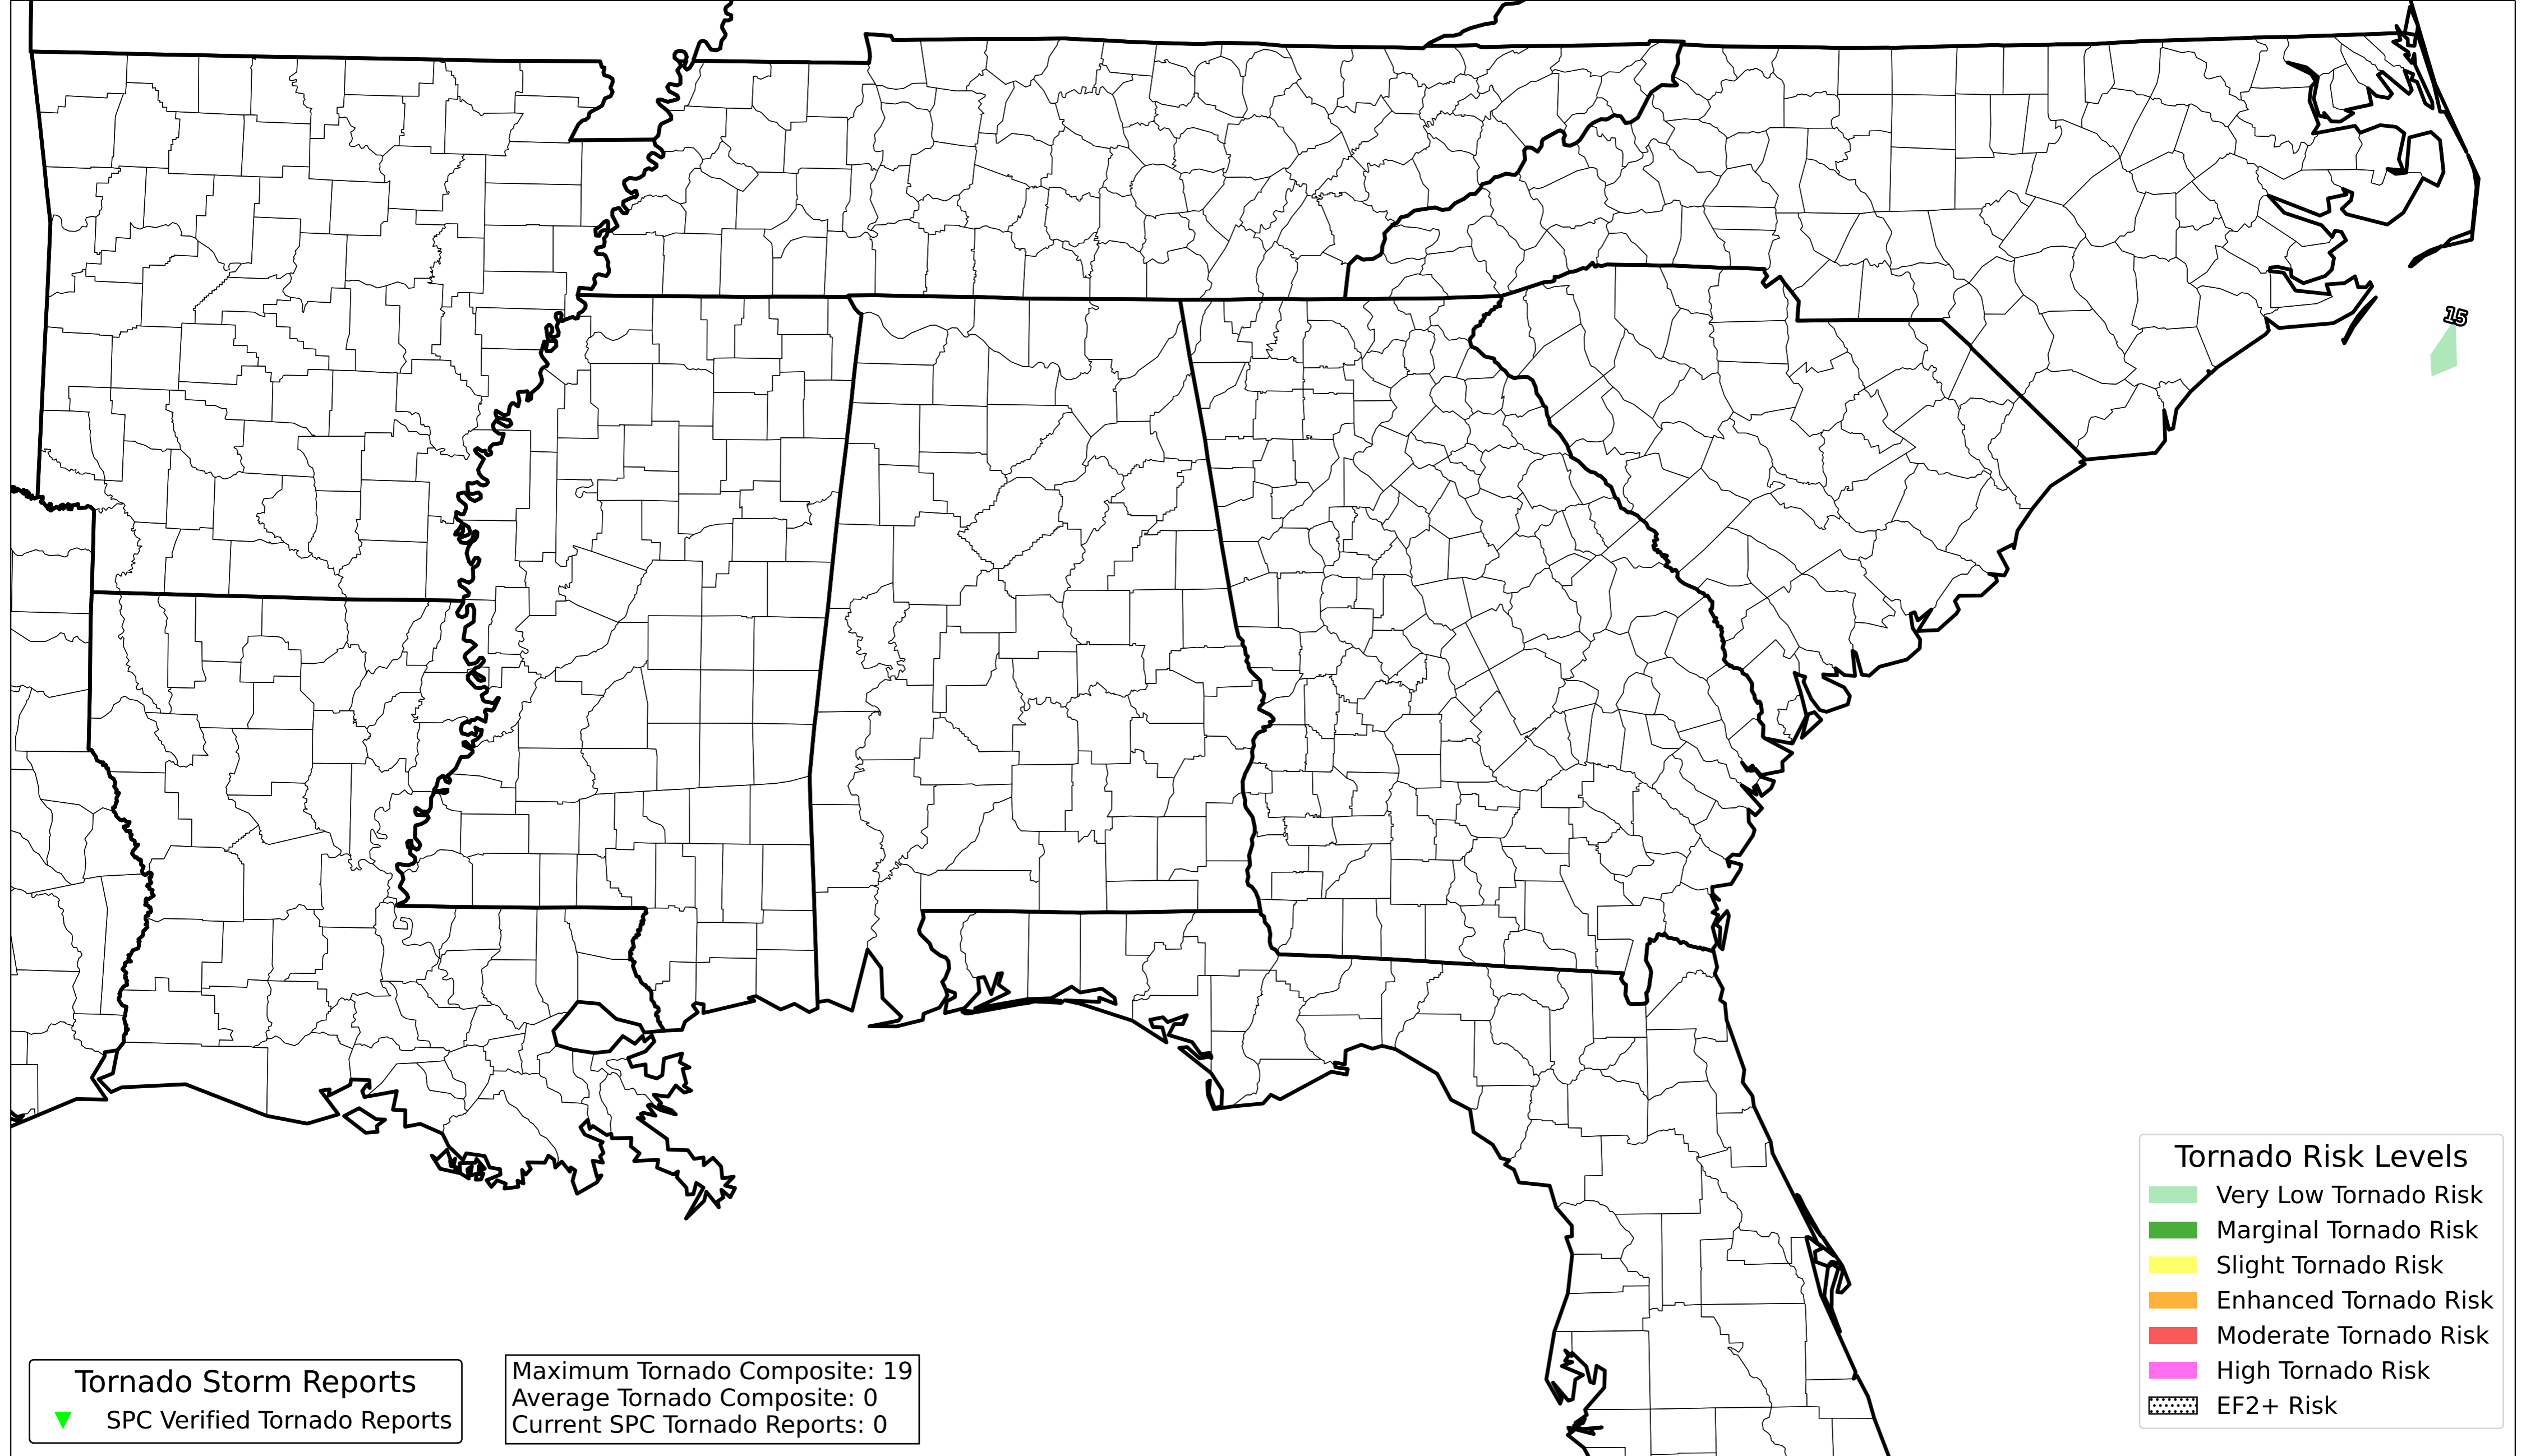 15
Tornado Risk Levels
Very Low Tornado Risk
Marginal Tornado Risk
Slight Tornado Risk
Enhanced Tornado Risk
Moderate Tornado Risk
High Tornado Risk
EF2+ Risk
Tornado Storm Reports
SPC Verified Tornado Reports
Maximum Tornado Composite: 19
Average Tornado Composite: 0
Current SPC Tornado Reports: 0